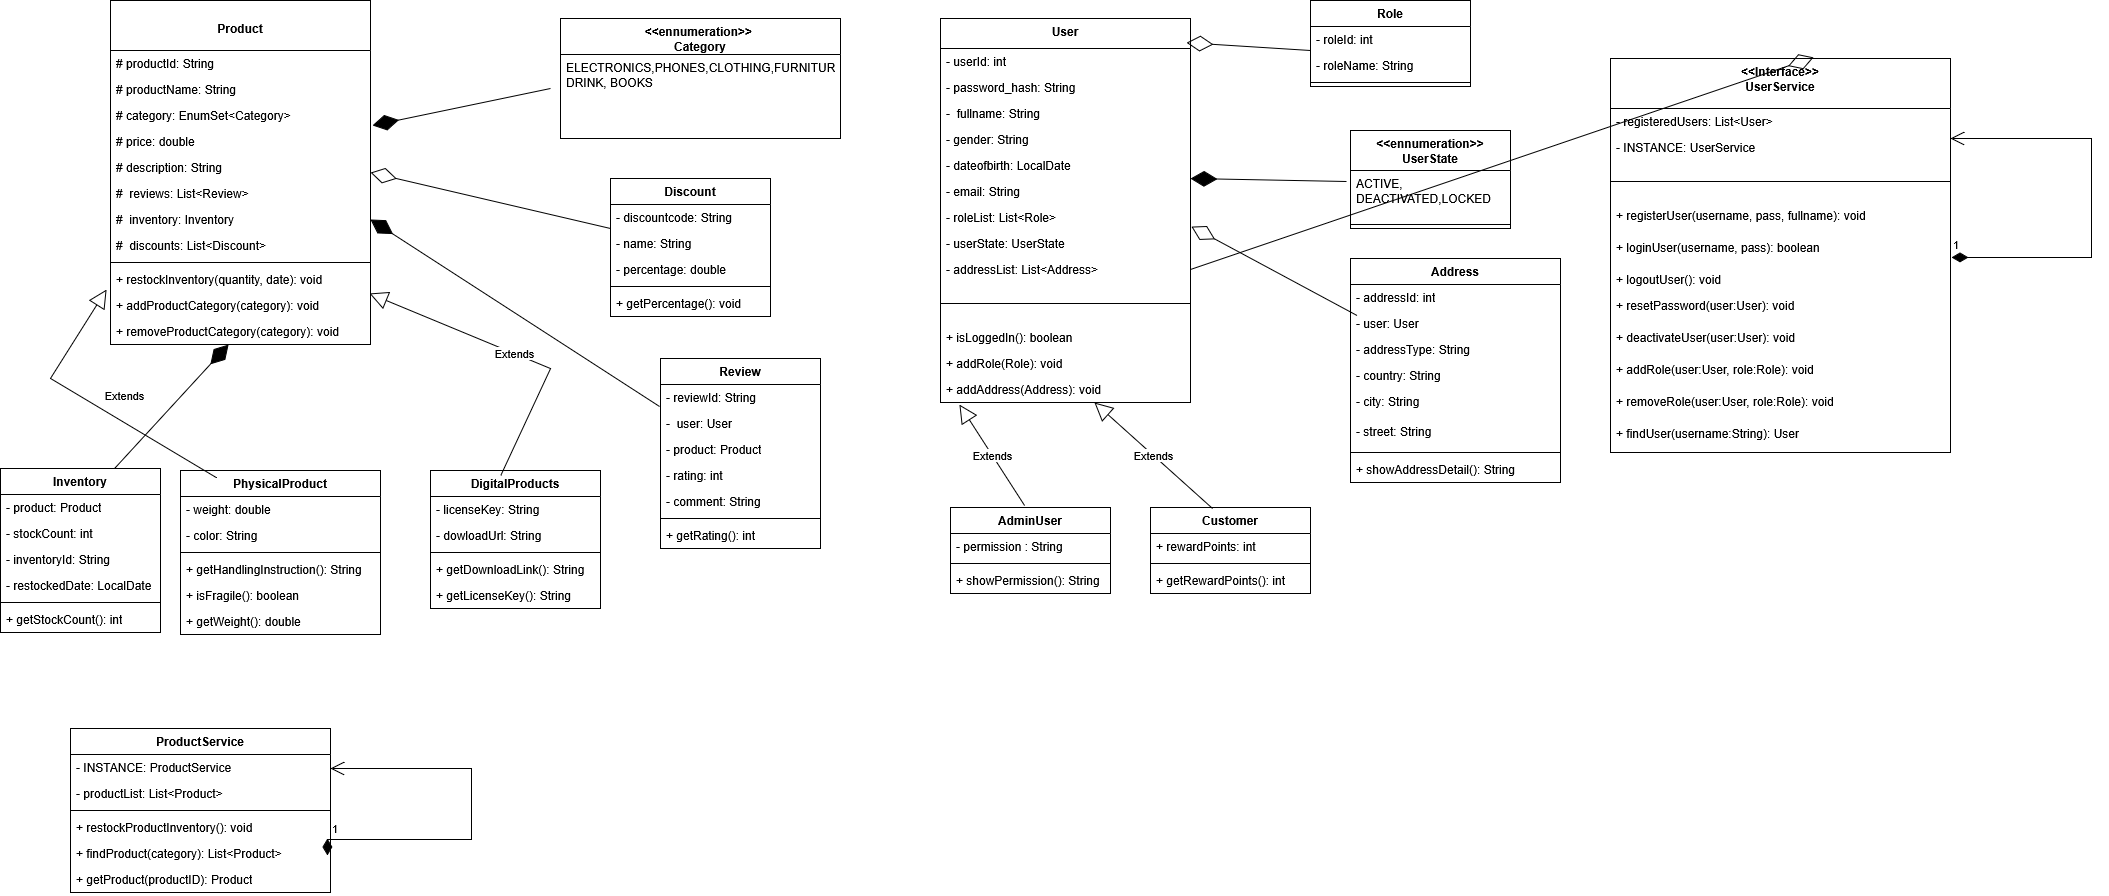 Product
# productId: String
# productName: String
# category: EnumSet<Category>
# price: double
# description: String
#  reviews: List<Review>
#  inventory: Inventory
#  discounts: List<Discount>
+ restockInventory(quantity, date): void
+ addProductCategory(category): void
+ removeProductCategory(category): void
<<ennumeration>>
Category
ELECTRONICS,PHONES,CLOTHING,FURNITUR
DRINK, BOOKS
Discount
- discountcode: String
- name: String
- percentage: double
+ getPercentage(): void
Extends
Extends
Review
- reviewId: String
-  user: User
- product: Product
- rating: int
- comment: String
+ getRating(): int
Inventory
- product: Product
- stockCount: int
- inventoryId: String
- restockedDate: LocalDate
+ getStockCount(): int
PhysicalProduct
- weight: double
- color: String
+ getHandlingInstruction(): String
+ isFragile(): boolean
+ getWeight(): double
DigitalProducts
- licenseKey: String
- dowloadUrl: String
+ getDownloadLink(): String
+ getLicenseKey(): String
ProductService
- INSTANCE: ProductService
- productList: List<Product>
+ restockProductInventory(): void
+ findProduct(category): List<Product>
+ getProduct(productID): Product
1
User
- userId: int
- password_hash: String
-  fullname: String
- gender: String
- dateofbirth: LocalDate
- email: String
- roleList: List<Role>
- userState: UserState
- addressList: List<Address>
+ isLoggedIn(): boolean
+ addRole(Role): void
+ addAddress(Address): void
Role
- roleId: int
- roleName: String
<<ennumeration>>
UserState
ACTIVE,
DEACTIVATED,LOCKED
Address
- addressId: int
- user: User
- addressType: String
- country: String
- city: String
- street: String
+ showAddressDetail(): String
Extends
Extends
AdminUser
- permission : String
+ showPermission(): String
Customer
+ rewardPoints: int
+ getRewardPoints(): int
<<Interface>>
UserService
- registeredUsers: List<User>
- INSTANCE: UserService
+ registerUser(username, pass, fullname): void
+ loginUser(username, pass): boolean
+ logoutUser(): void
+ resetPassword(user:User): void
+ deactivateUser(user:User): void
+ addRole(user:User, role:Role): void
+ removeRole(user:User, role:Role): void
+ findUser(username:String): User
1